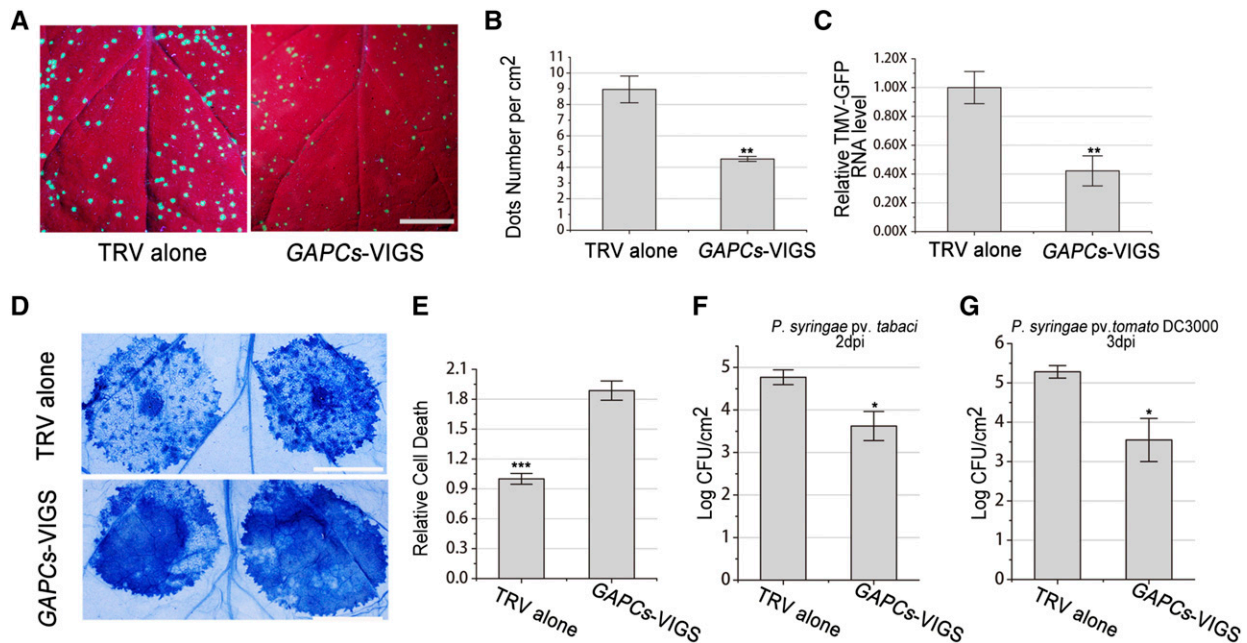 A
TRV alone
GAPCs-VIGS
B
Dots Number per cm2
11
10
9
8
7
6
5
4
3
2
1
0
**
TRV alone
GAPCs-VIGS
C
Relative TMV-GFP
RNA level
1.20X
1.00X
0.80X
0.60X
0.40X
0.20X
0.00X
**
TRV alone
GAPCs-VIGS
D
TRV alone
GAPCs-VIGS
E
Relative Cell Death
2.1
1.8
1.5
1.2
0.9
0.6
0.3
0.0
***
TRV alone
GAPCs-VIGS
F
P. syringae pv. tabaci
2dpi
Log CFU/cm2
5
4
3
2
1
0
*
TRV alone
GAPCs-VIGS
G
P. syringae pv.tomato DC3000
3dpi
Log CFU/cm2
6
5
4
3
2
1
0
*
TRV alone
GAPCs-VIGS